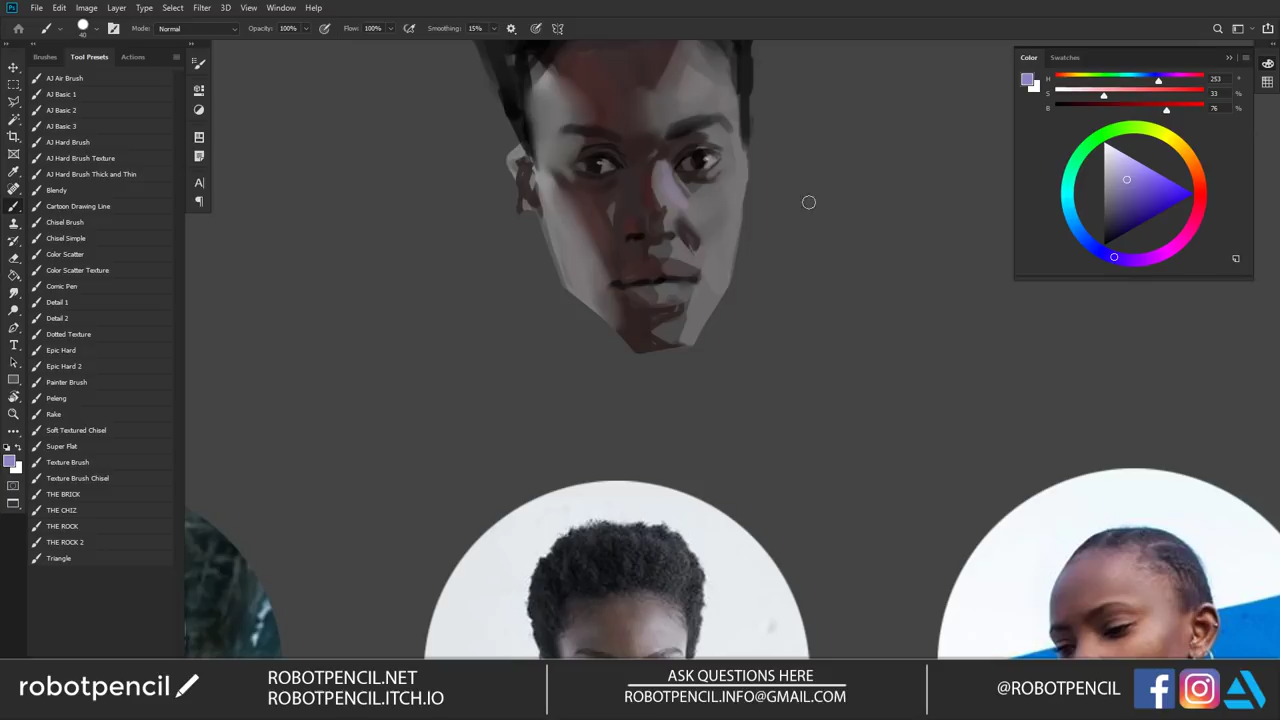 Ps File Edit Image Layer Type Select Filter 3D View Window Help
40 Mode: Normal Opacity: 100% Flow: 100% Smoothing: 15%
Brushes Tool Presets Actions
AJ Air Brush
AJ Basic 1
AJ Basic 2
AJ Basic 3
AJ Hard Brush
AJ Hard Brush Texture
AJ Hard Brush Thick and Thin
Blendy
Cartoon Drawing Line
Chisel Brush
Chisel Simple
Color Scatter
Color Scatter Texture
Comic Pen
Detail 1
Detail 2
Dotted Texture
Epic Hard
Epic Hard 2
Painter Brush
Peleng
Rake
Soft Textured Chisel
Super Flat
Texture Brush
Texture Brush Chisel
THE BRICK
THE CHIZ
THE ROCK
THE ROCK 2
Triangle
Color Swatches
H 253 °
S 33 %
B 76 %
robotpencil
ROBOTPENCIL.NET
ROBOTPENCIL.ITCH.IO
ASK QUESTIONS HERE
ROBOTPENCIL.INFO@GMAIL.COM
@ROBOTPENCIL